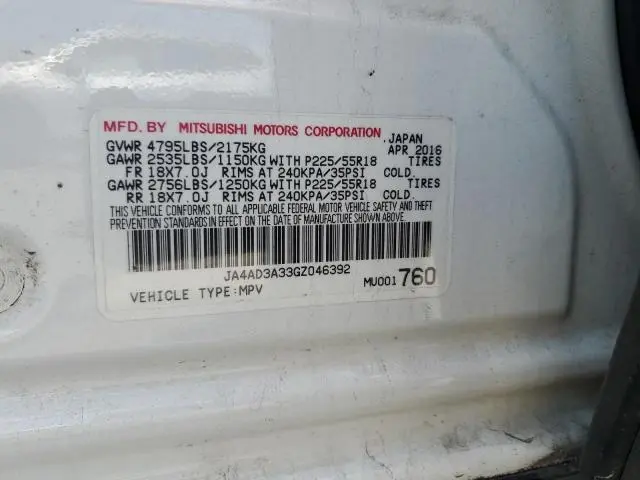 MFD. BY MITSUBISHI MOTORS CORPORATION JAPAN
GVWR 4795LBS/2175KG APR 2016
GAWR 2535LBS/1150KG WITH P225/55R18 TIRES
FR 18X7.0J RIMS AT 240KPA/35PSI COLD.
GAWR 2756LBS/1250KG WITH P225/55R18 TIRES
RR 18X7.0J RIMS AT 240KPA/35PSI COLD.
THIS VEHICLE CONFORMS TO ALL APPLICABLE FEDERAL MOTOR VEHICLE SAFETY AND THEFT
PREVENTION STANDARDS IN EFFECT ON THE DATE OF MANUFACTURE SHOWN ABOVE.
JA4AD3A33GZ046392
VEHICLE TYPE:MPV MU001760